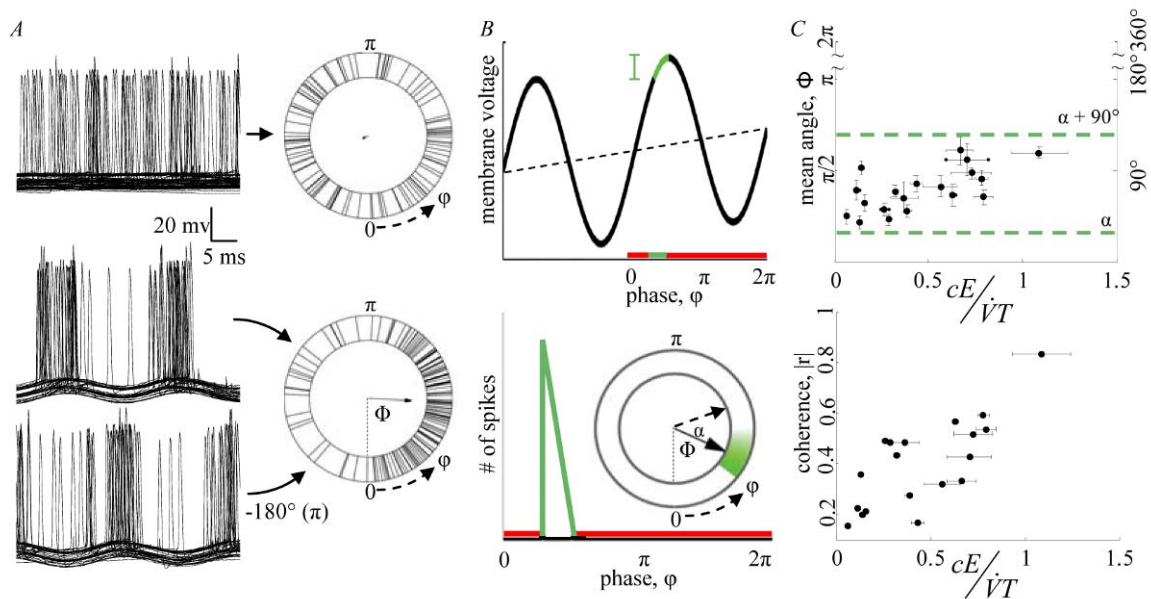 A
π
0
φ
20 mv
5 ms
π
Φ
0
φ
-180° (π)
B
membrane voltage
0
π
2π
phase, φ
# of spikes
π
α
Φ
0
φ
0
π
2π
phase, φ
C
mean angle, Φ
π/2
π
2π
~
~
α + 90°
α
90°
180°
360°
~
~
0
0.5
1
1.5
cE/V̇T
coherence, |r|
0.2
0.4
0.6
0.8
1
0
0.5
1
1.5
cE/V̇T